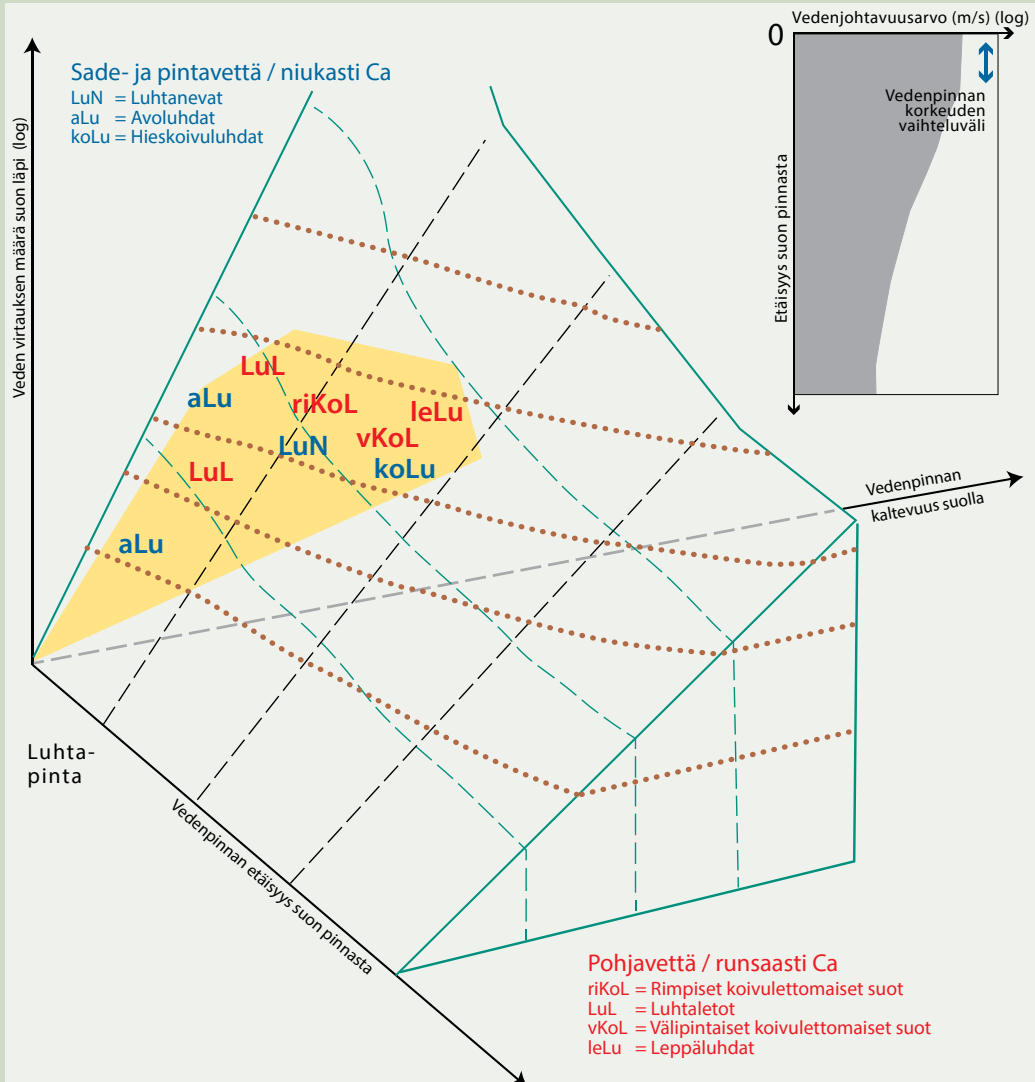 Vedenjohtavuusarvo (m/s) (log)
0
Vedenpinnan
korkeuden
vaihteluväli
Etäisyys suon pinnasta
Sade- ja pintavettä / niukasti Ca
LuN = Luhtanevat
aLu = Avoluhdat
koLu = Hieskoivuluhdat
Veden virtauksen määrä suon läpi (log)
LuL
aLu
riKoL
leLu
vKoL
LuN
koLu
LuL
aLu
Vedenpinnan
kaltevuus suolla
Luhta-
pinta
Vedenpinnan etäisyys suon pinnasta
Pohjavettä / runsaasti Ca
riKoL = Rimpiset koivulettomaiset suot
LuL = Luhtaletot
vKoL = Välipintaiset koivulettomaiset suot
leLu = Leppäluhdat